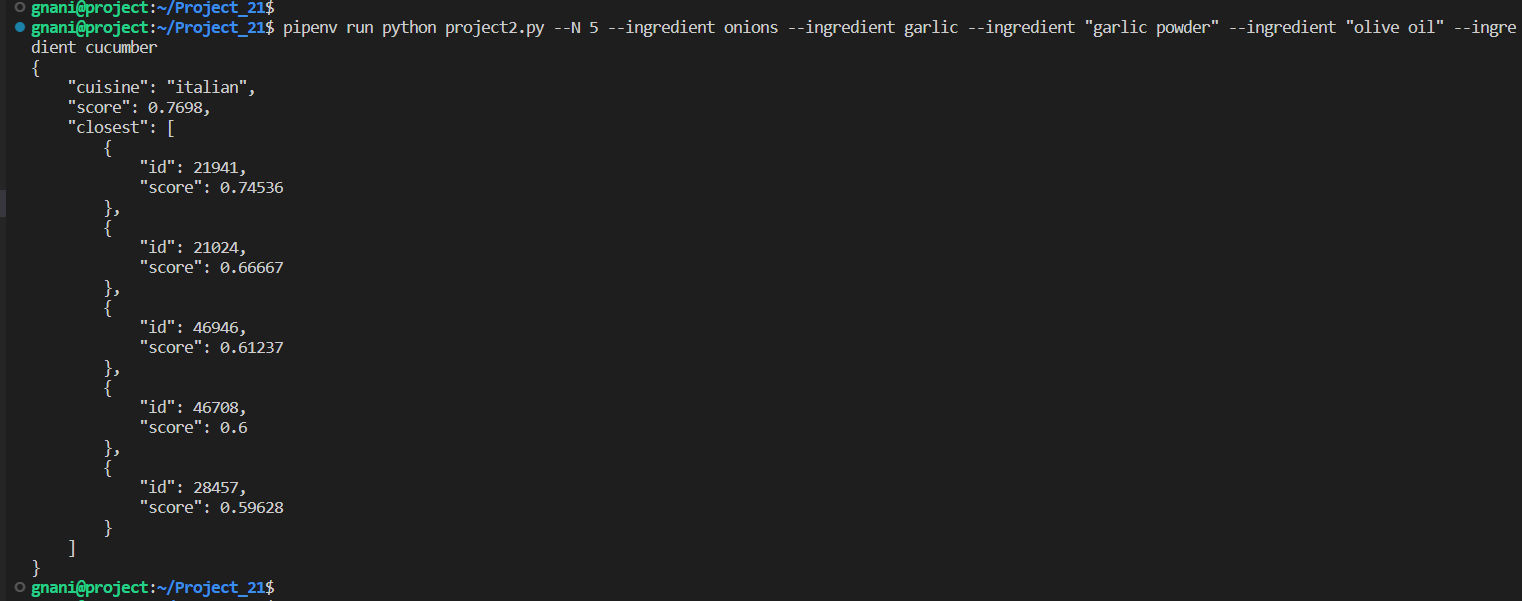 gnani@project:~/Project_21$
gnani@project:~/Project_21$ pipenv run python project2.py --N 5 --ingredient onions --ingredient garlic --ingredient "garlic powder" --ingredient "olive oil" --ingre
dient cucumber
{
    "cuisine": "italian",
    "score": 0.7698,
    "closest": [
        {
            "id": 21941,
            "score": 0.74536
        },
        {
            "id": 21024,
            "score": 0.66667
        },
        {
            "id": 46946,
            "score": 0.61237
        },
        {
            "id": 46708,
            "score": 0.6
        },
        {
            "id": 28457,
            "score": 0.59628
        }
    ]
}
gnani@project:~/Project_21$